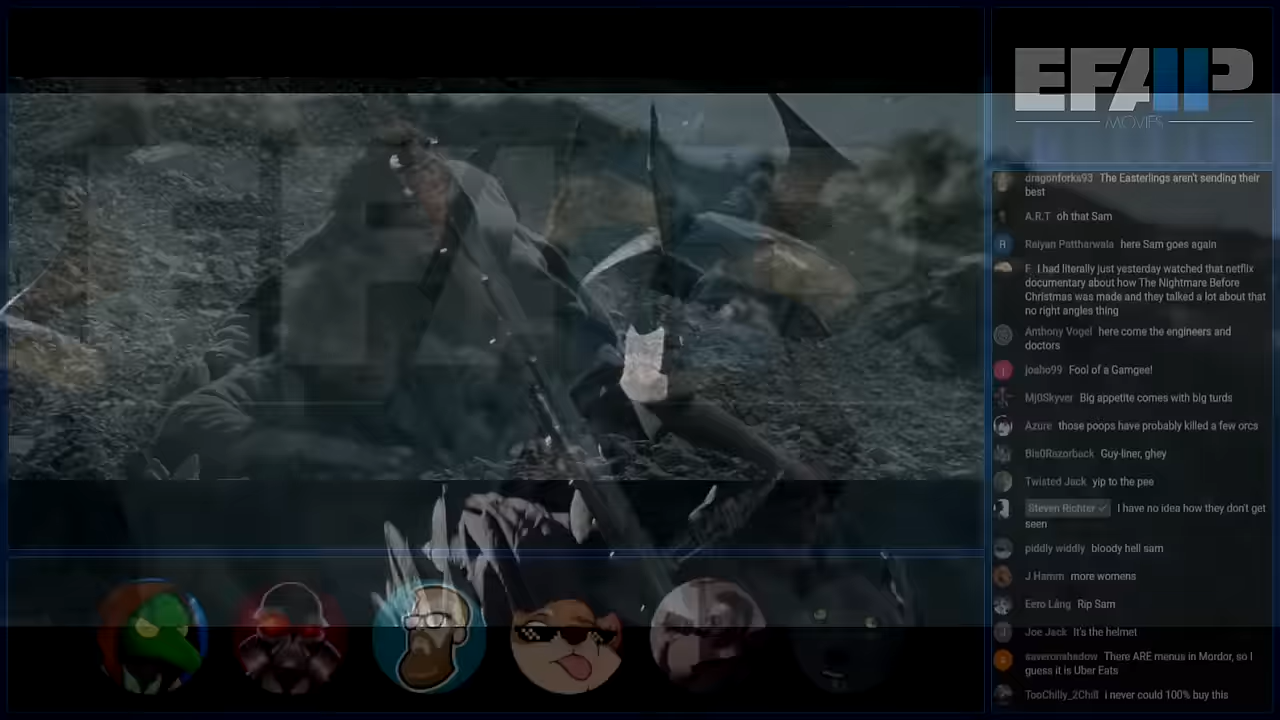 EFAP
MOVIES
dragonforks93 The Easterlings aren't sending their
best
A.R.T oh that Sam
R Raiyan Pattharwala here Sam goes again
F. I had literally just yesterday watched that netflix
documentary about how The Nightmare Before
Christmas was made and they talked a lot about that
no right angles thing
Anthony Vogel here come the engineers and
doctors
joaho99 Fool of a Gamgee!
Mj0Skyver Big appetite comes with big turds
Azure those poops have probably killed a few orcs
Bis0Razorback Guy-liner, ghey
Twisted Jack yip to the pee
Steven Richter I have no idea how they don't get
seen
piddly widdly bloody hell sam
J Hamm more womens
Eero Lång Rip Sam
J Joe Jack It's the helmet
saveronshadow There ARE menus in Mordor, so I
guess it is Uber Eats
TooChilly_2Chill i never could 100% buy this